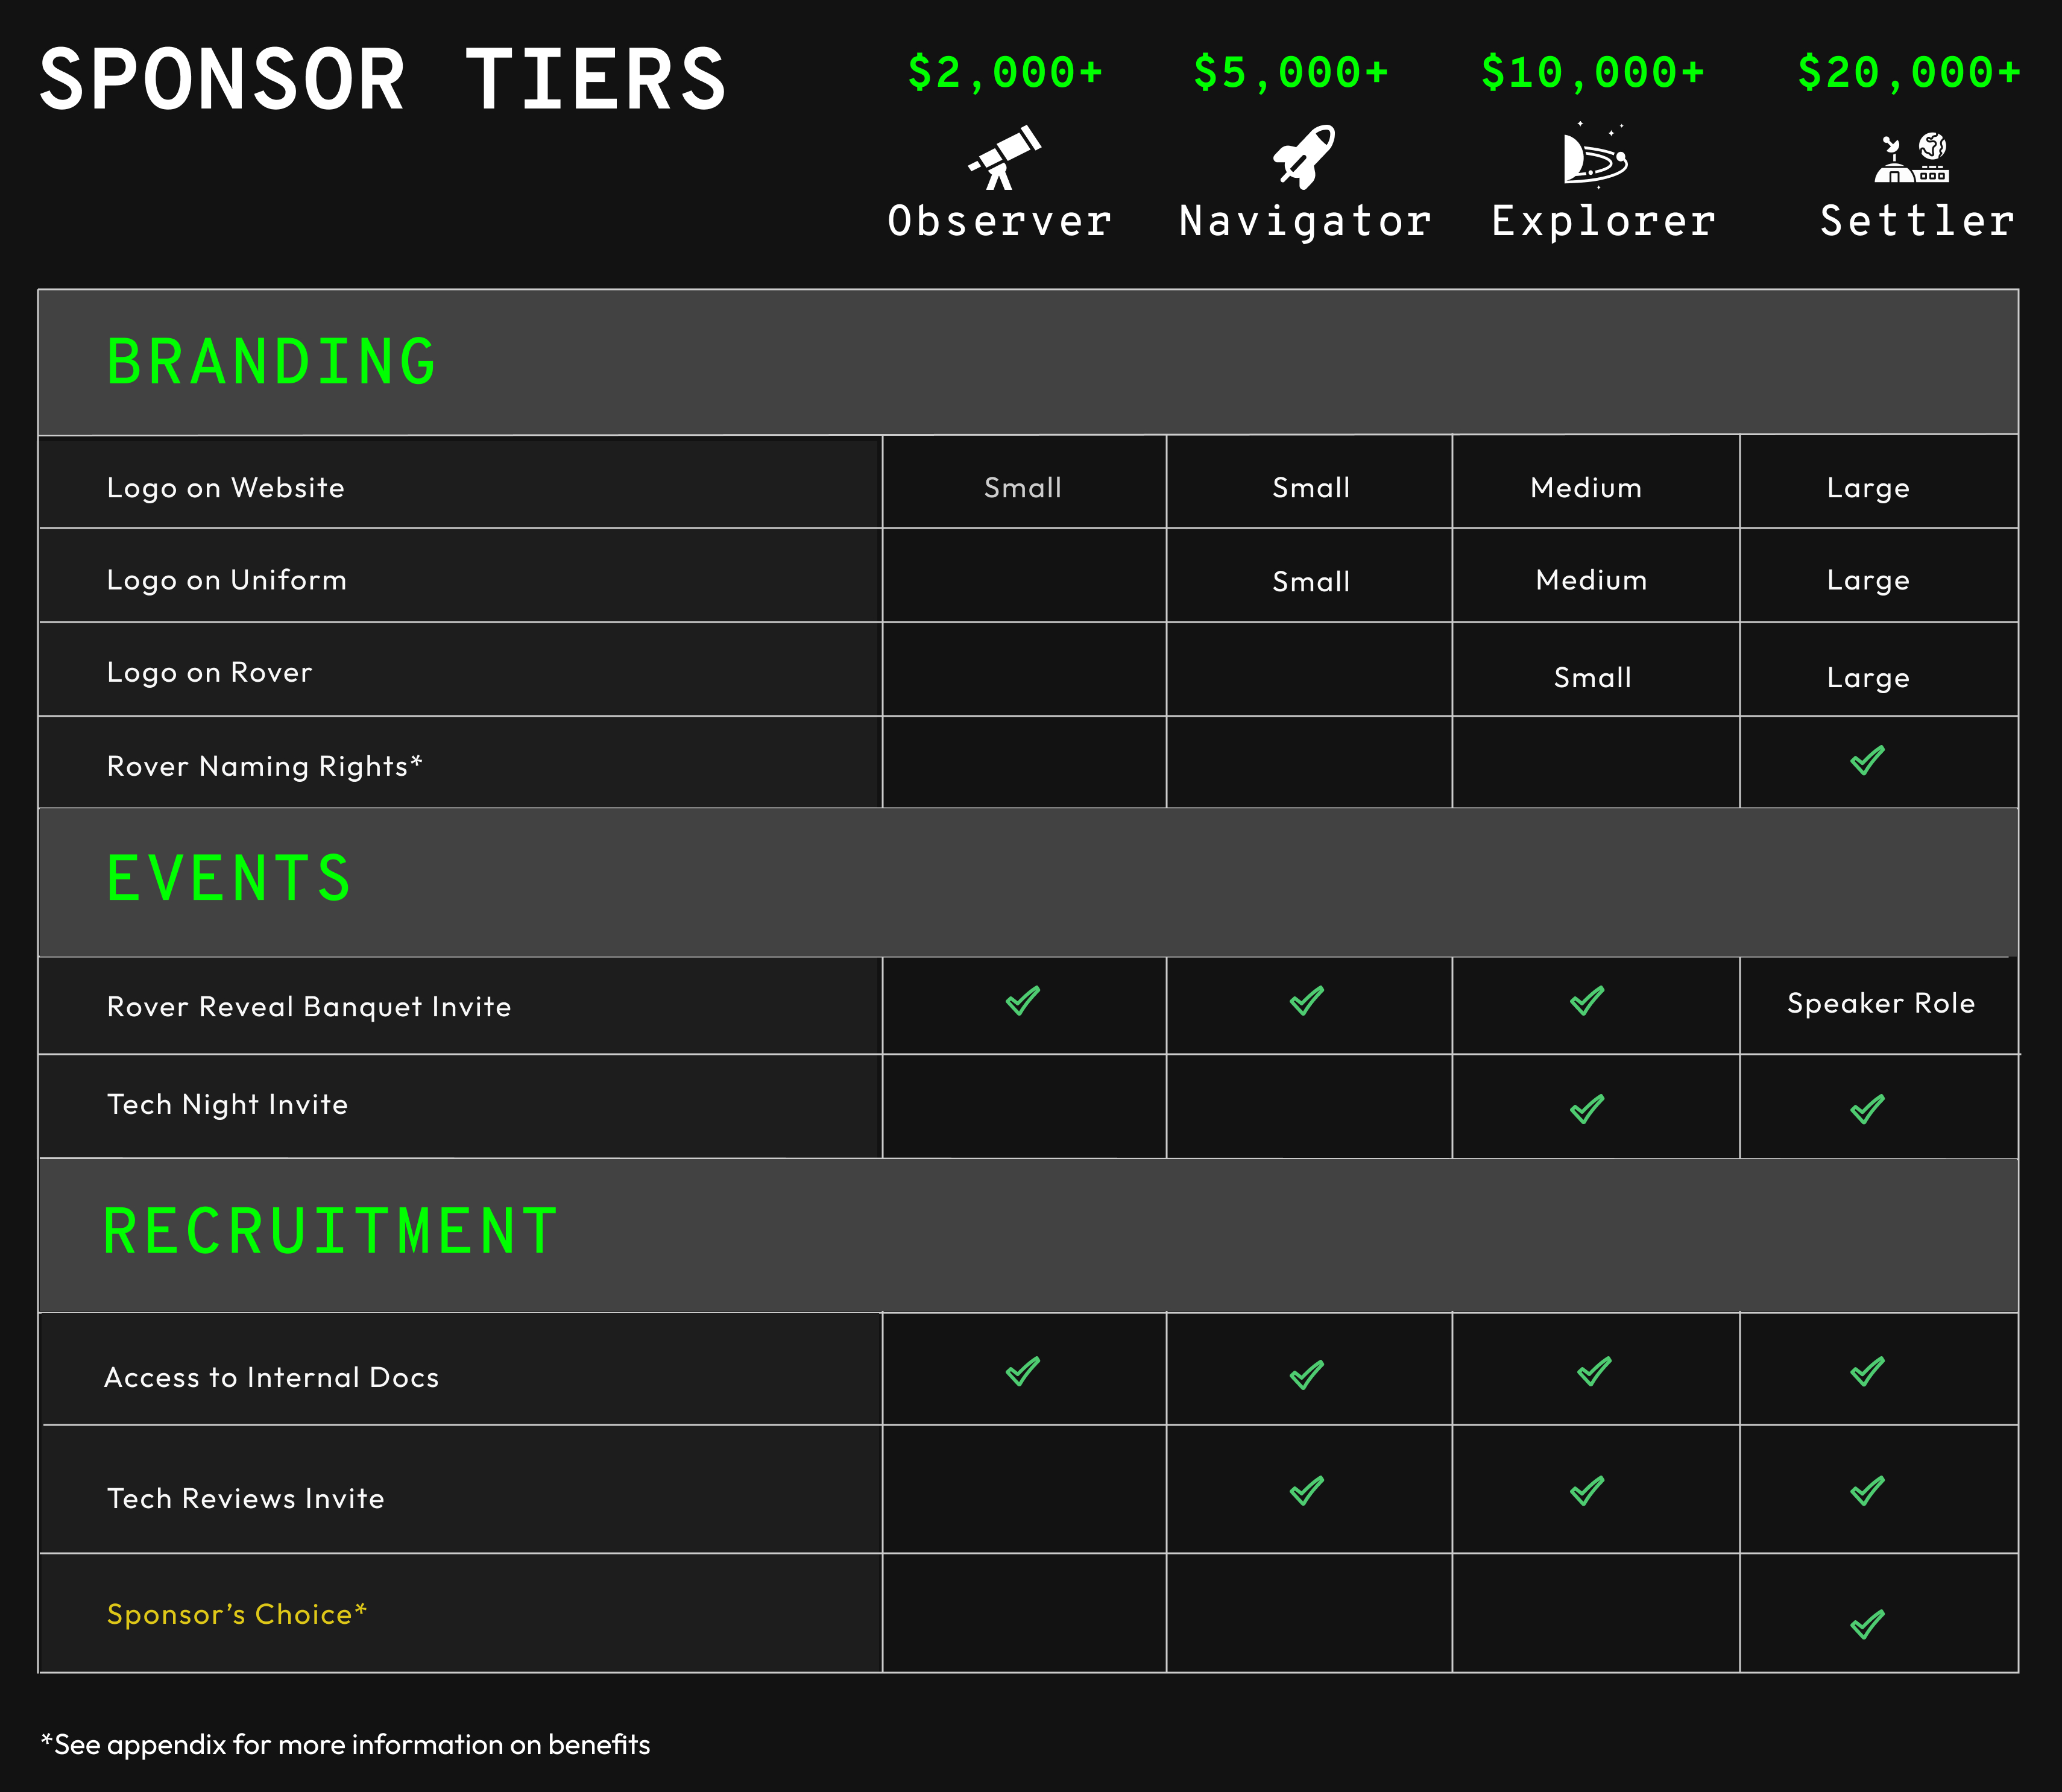 SPONSOR TIERS $2,000+ $5,000+ $10,000+ $20,000+
Observer Navigator Explorer Settler
BRANDING
Logo on Website Small Small Medium Large
Logo on Uniform Small Medium Large
Logo on Rover Small Large
Rover Naming Rights*
EVENTS
Rover Reveal Banquet Invite Speaker Role
Tech Night Invite
RECRUITMENT
Access to Internal Docs
Tech Reviews Invite
Sponsor’s Choice*
*See appendix for more information on benefits